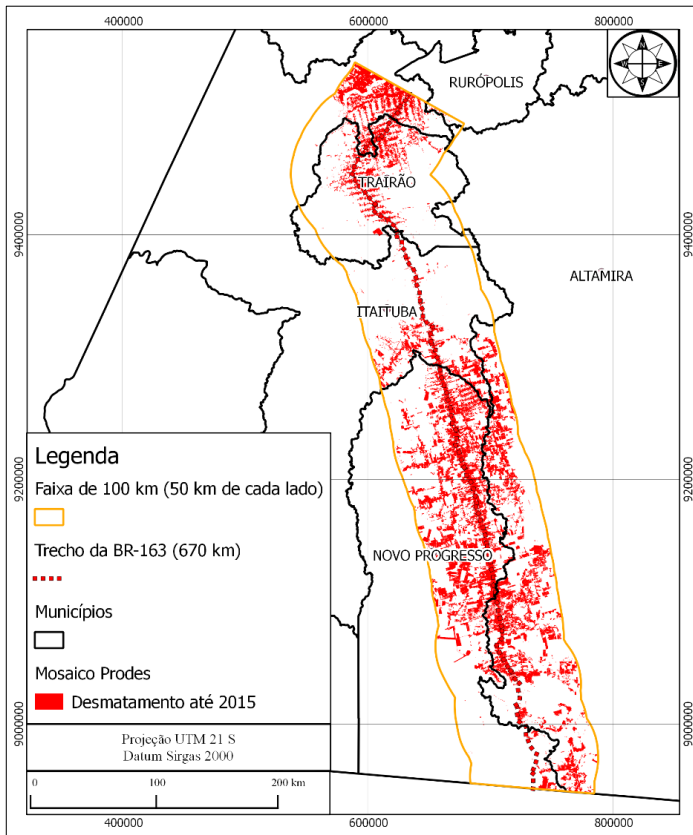 400000 600000 800000
RURÓPOLIS
TRAIRÃO
9400000 9400000
ALTAMIRA
ITAITUBA
9200000 9200000
NOVO PROGRESSO
9000000 9000000
Legenda
Faixa de 100 km (50 km de cada lado)
Trecho da BR-163 (670 km)
Municípios
Mosaico Prodes
Desmatamento até 2015
Projeção UTM 21 S
Datum Sirgas 2000
0 100 200 km
400000 600000 800000